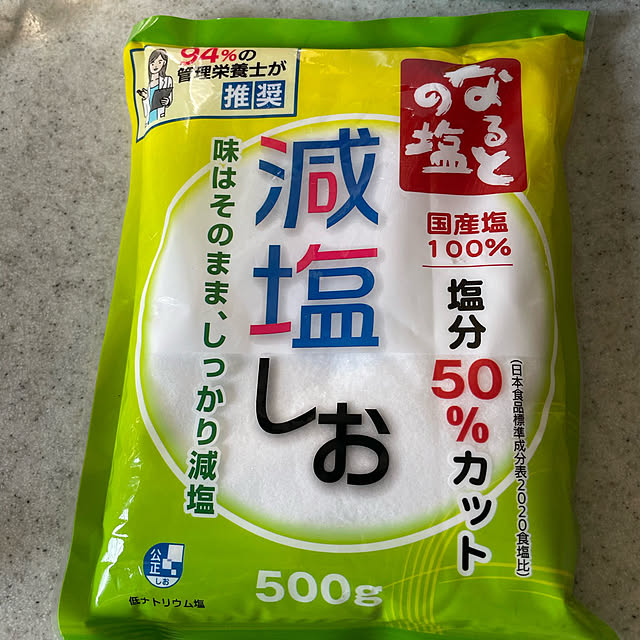 94%の
管理栄養士が
推奨
なると
の塩
国産塩
100%
塩分
50%カット
(日本食品標準成分表2020食塩比)
減塩しお
味はそのまま、しっかり減塩
公正
しお
低ナトリウム塩
500g